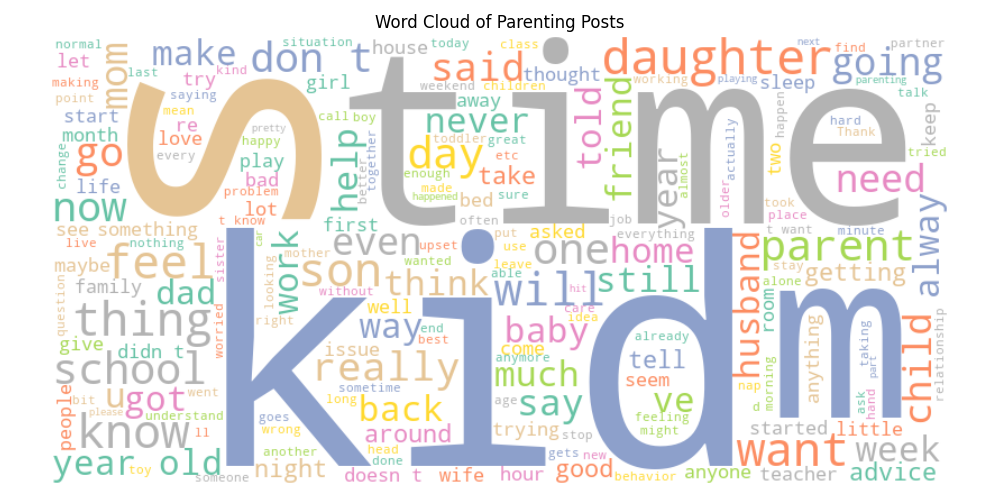 Word Cloud of Parenting Posts
normal
situation
today
class
next
find
partner
let
mom
make
don t
house
said
thought
daughter
going
making
last
try
kind
girl
weekend
children
working
playing
sleep
parenting
talk
point
saying
s
time
away
told
friend
happen
hard
Thank
keep
start
re
mean
call
boy
never
year
actually
two
tried
month
love
pretty
happy
help
better
together
toddler
great
day
etc
almost
change
go
every
play
enough
take
need
life
bad
problem
made
happened
bed
sure
older
took
place
now
lot
t know
first
often
job
see
something
live
nothing
sister
car
even
upset
put
use
asked
one
everything
home
t want
minute
parent
always
maybe
feel
looking
work
mother
son
wanted
think
leave
able
will
still
stay
alone
getting
question
family
dad
without
right
hit
care
room
thing
worried
kid
m
well
idea
baby
husband
give
didn t
way
end
best
come
already
anything
taking
part
child
relationship
school
issue
really
anymore
tell
seem
nap
morning
people
bit
u
got
went
sometime
long
back
much
age
say
ve
d
ask
hand
please
understand
goes
wrong
feeling
might
know
ll
around
trying
stop
want
started
little
year old
another
head
done
gets
new
week
toy
someone
night
doesn t
wife
hour
good
behavior
anyone
teacher
advice